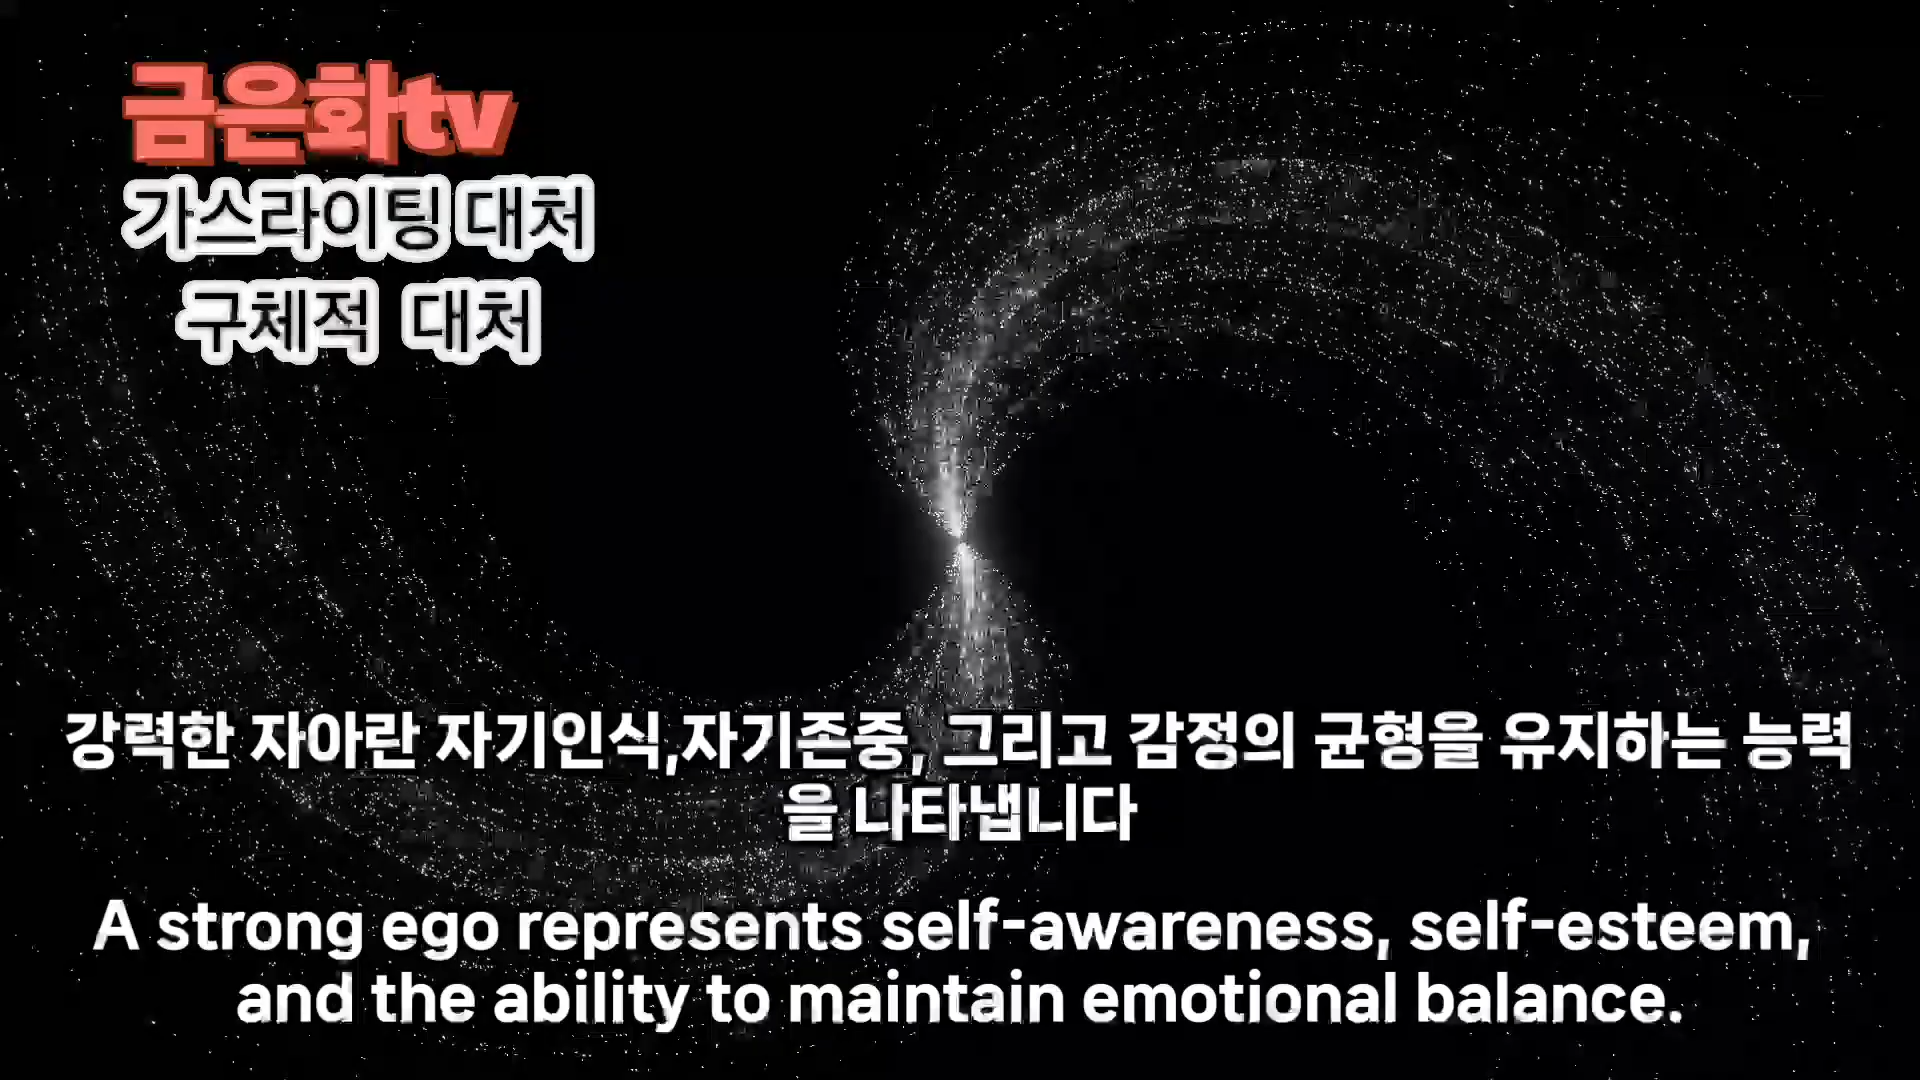 금은화tv
가스라이팅 대처
구체적 대처
강력한 자아란 자기인식,자기존중, 그리고 감정의 균형을 유지하는 능력
을 나타냅니다
A strong ego represents self-awareness, self-esteem,
and the ability to maintain emotional balance.